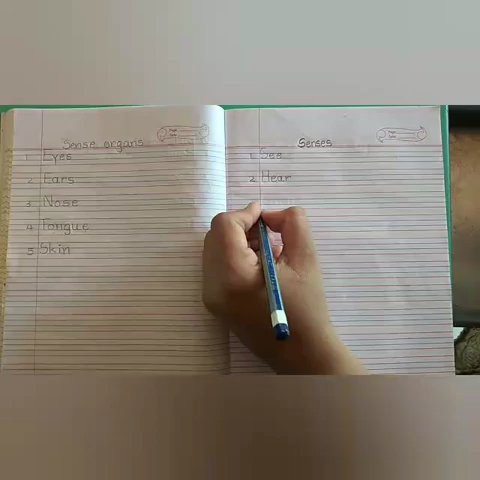 Sense organs
1 Eyes
2 Ears
3 Nose
4 Tongue
5 Skin
Senses
1. See
2. Hear